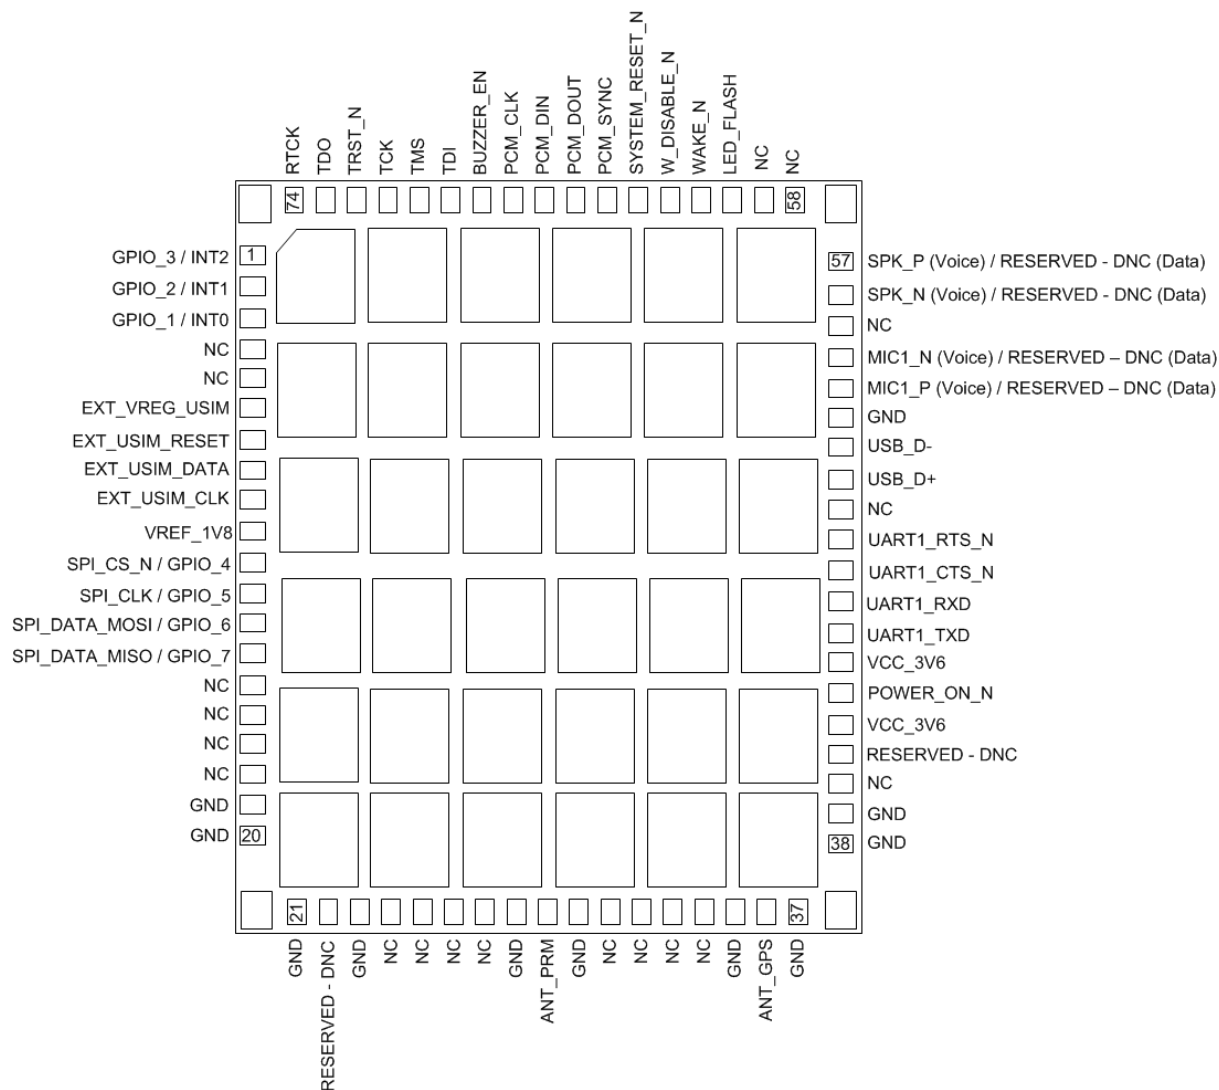 RTCK
TDO
TRST_N
TCK
TMS
TDI
BUZZER_EN
PCM_CLK
PCM_DIN
PCM_DOUT
PCM_SYNC
SYSTEM_RESET_N
W_DISABLE_N
WAKE_N
LED_FLASH
NC
NC
74
58
GPIO_3 / INT2
1
GPIO_2 / INT1
GPIO_1 / INT0
NC
NC
EXT_VREG_USIM
EXT_USIM_RESET
EXT_USIM_DATA
EXT_USIM_CLK
VREF_1V8
SPI_CS_N / GPIO_4
SPI_CLK / GPIO_5
SPI_DATA_MOSI / GPIO_6
SPI_DATA_MISO / GPIO_7
NC
NC
NC
NC
GND
GND 20
57 SPK_P (Voice) / RESERVED - DNC (Data)
SPK_N (Voice) / RESERVED - DNC (Data)
NC
MIC1_N (Voice) / RESERVED – DNC (Data)
MIC1_P (Voice) / RESERVED – DNC (Data)
GND
USB_D-
USB_D+
NC
UART1_RTS_N
UART1_CTS_N
UART1_RXD
UART1_TXD
VCC_3V6
POWER_ON_N
VCC_3V6
RESERVED - DNC
NC
GND
38 GND
21
37
GND
RESERVED - DNC
GND
NC
NC
NC
NC
GND
ANT_PRM
GND
NC
NC
NC
NC
GND
ANT_GPS
GND